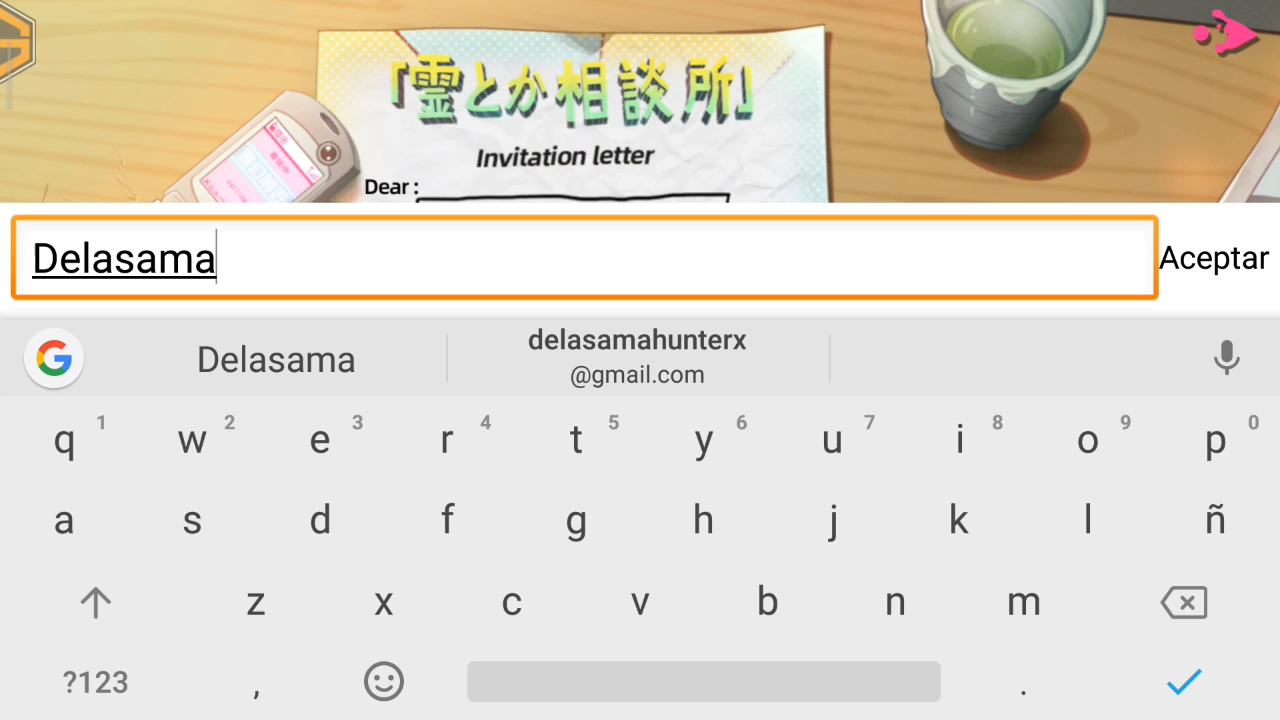 「霊とか相談所」
Invitation letter
Dear :
Delasama
Aceptar
Delasama
delasamahunterx
@gmail.com
q 1 w 2 e 3 r 4 t 5 y 6 u 7 i 8 o 9 p 0
a s d f g h j k l ñ
z x c v b n m
?123 , .